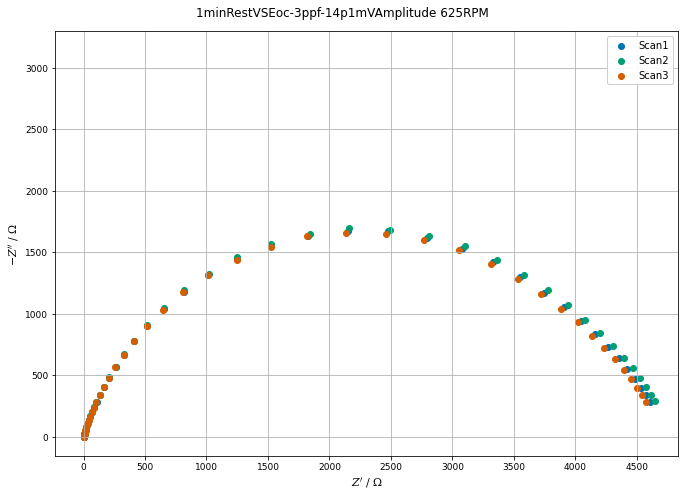 1minRestVSEoc-3ppf-14p1mVAmplitude 625RPM
Scan1
Scan2
Scan3
3000
2500
2000
1500
1000
500
0
−Z'' / Ω
0 500 1000 1500 2000 2500 3000 3500 4000 4500
Z' / Ω